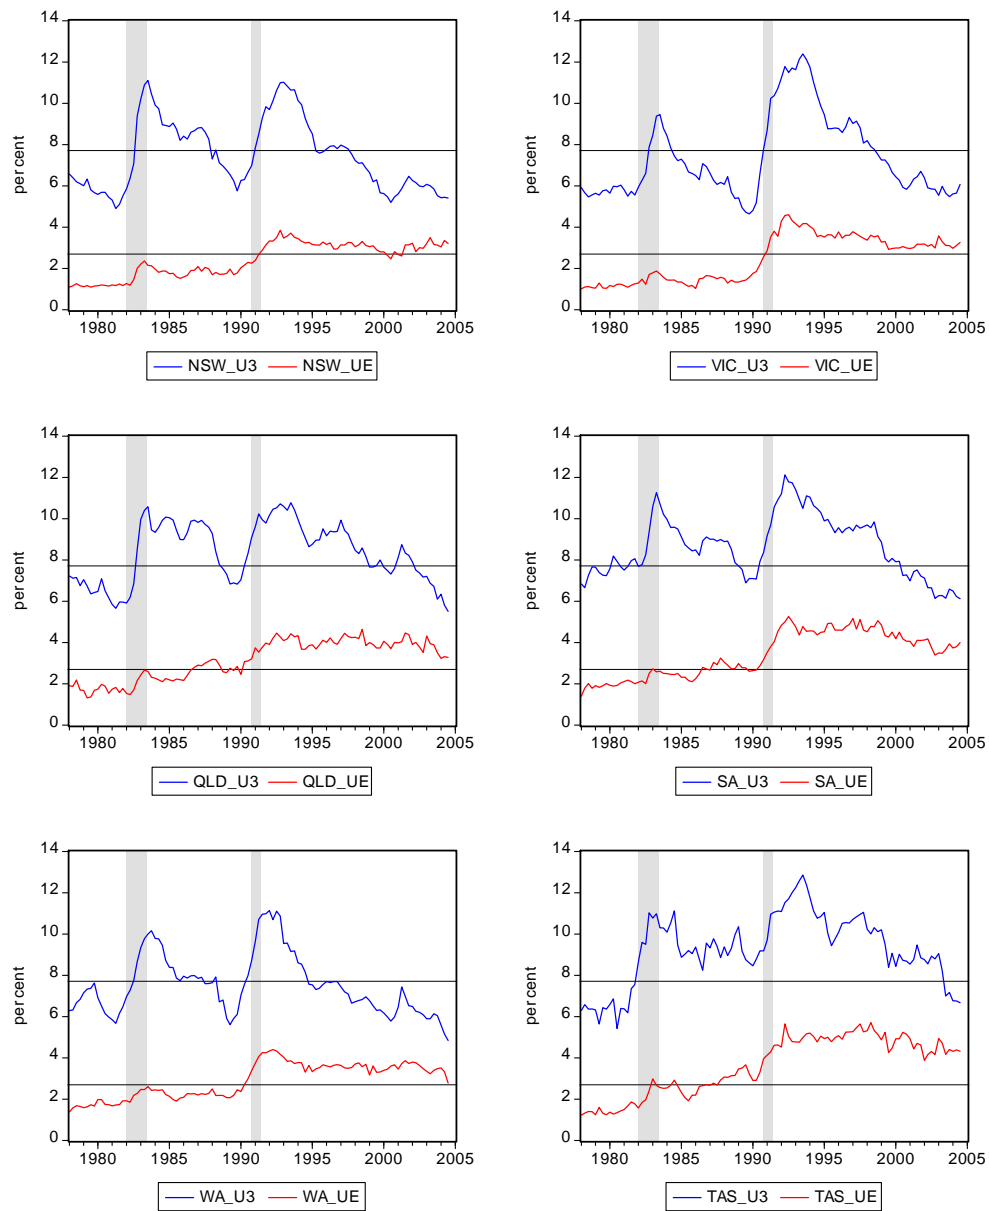 14 14
12 12
10 10
8 8
6 6
4 4
2 2
0 0
per cent per cent
1980 1985 1990 1995 2000 2005 1980 1985 1990 1995 2000 2005
NSW_U3 NSW_UE VIC_U3 VIC_UE
14 14
12 12
10 10
8 8
6 6
4 4
2 2
0 0
per cent per cent
1980 1985 1990 1995 2000 2005 1980 1985 1990 1995 2000 2005
QLD_U3 QLD_UE SA_U3 SA_UE
14 14
12 12
10 10
8 8
6 6
4 4
2 2
0 0
per cent per cent
1980 1985 1990 1995 2000 2005 1980 1985 1990 1995 2000 2005
WA_U3 WA_UE TAS_U3 TAS_UE